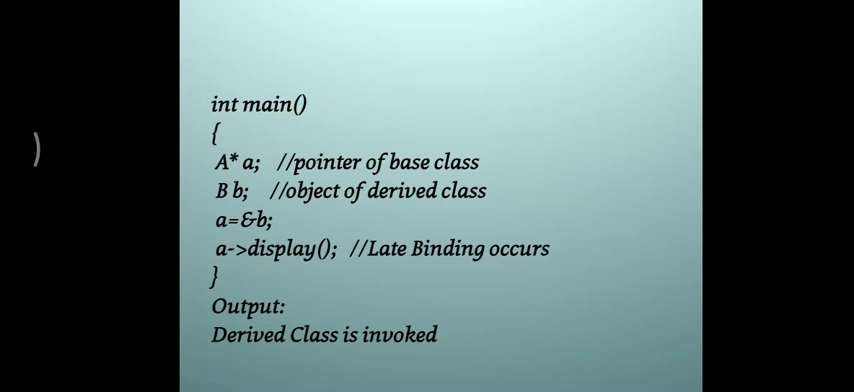 int main()
{
A* a; //pointer of base class
B b; //object of derived class
a=&b;
a->display(); //Late Binding occurs
}
Output:
Derived Class is invoked